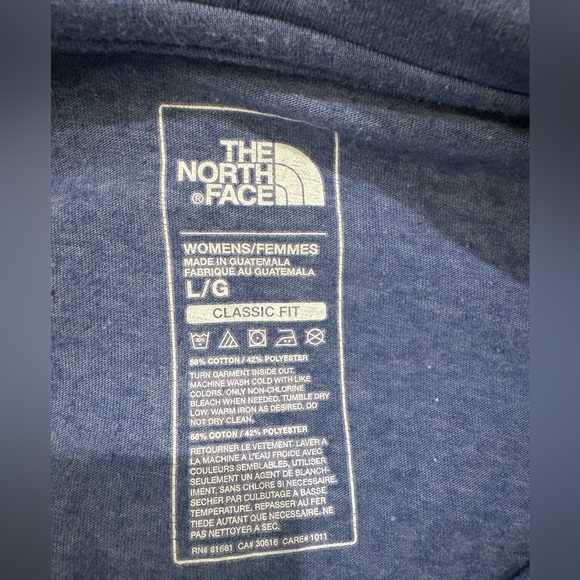 THE
NORTH
®FACE
WOMENS/FEMMES
MADE IN GUATEMALA
FABRIQUÉ AU GUATEMALA
L/G
CLASSIC FIT
58% COTTON / 42% POLYESTER
TURN GARMENT INSIDE OUT.
MACHINE WASH COLD WITH LIKE
COLORS. ONLY NON-CHLORINE
BLEACH WHEN NEEDED. TUMBLE DRY
LOW. WARM IRON AS DESIRED. DO
NOT DRY CLEAN.
58% COTON / 42% POLYESTER
RETOURNER LE VETEMENT. LAVER A
LA MACHINE A L'EAU FROIDE AVEC
COULEURS SEMBLABLES, UTILISER
SEULEMENT UN AGENT DE BLANCH-
IMENT, SANS CHLORE SI NECESSAIRE.
SECHER PAR CULBUTAGE A BASSE
TEMPERATURE, REPASSER AU FER
TIEDE AUTANT QUE NECESSAIRE. NE
PAS NETTOYER A SEC.
RN# 61661 CA# 30516 CARE# 1011